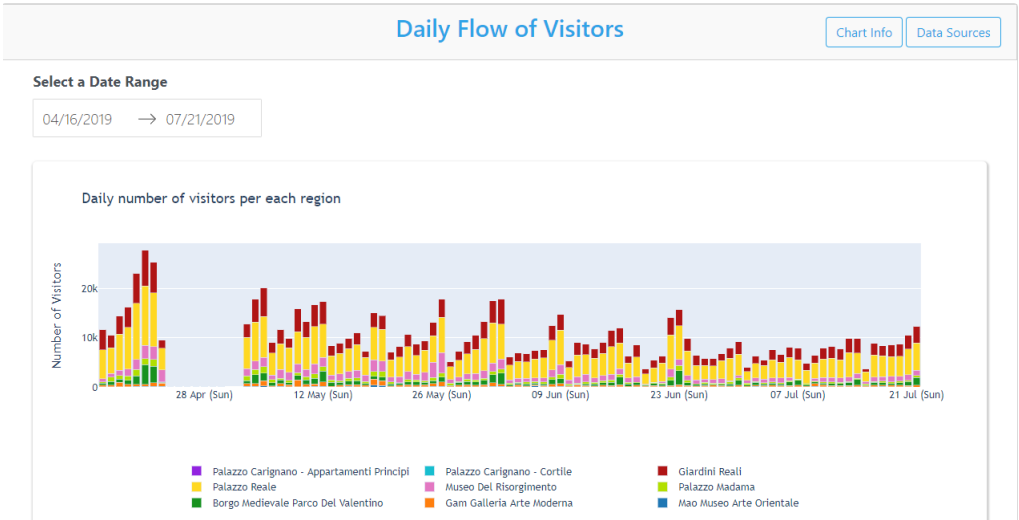 Daily Flow of Visitors
Chart Info
Data Sources
Select a Date Range
04/16/2019 → 07/21/2019
Daily number of visitors per each region
Number of Visitors
20k
10k
0
28 Apr (Sun) 12 May (Sun) 26 May (Sun) 09 Jun (Sun) 23 Jun (Sun) 07 Jul (Sun) 21 Jul (Sun)
Palazzo Carignano - Appartamenti Principi Palazzo Carignano - Cortile Giardini Reali
Palazzo Reale Museo Del Risorgimento Palazzo Madama
Borgo Medievale Parco Del Valentino Gam Galleria Arte Moderna Mao Museo Arte Orientale